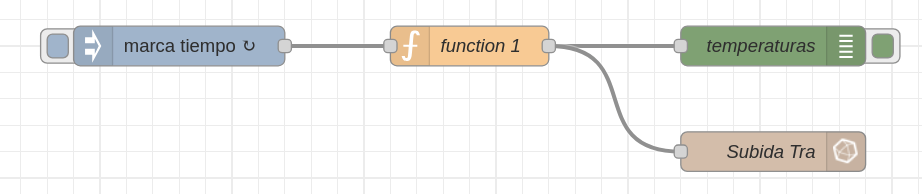 marca tiempo ↻
function 1
temperaturas
Subida Tra